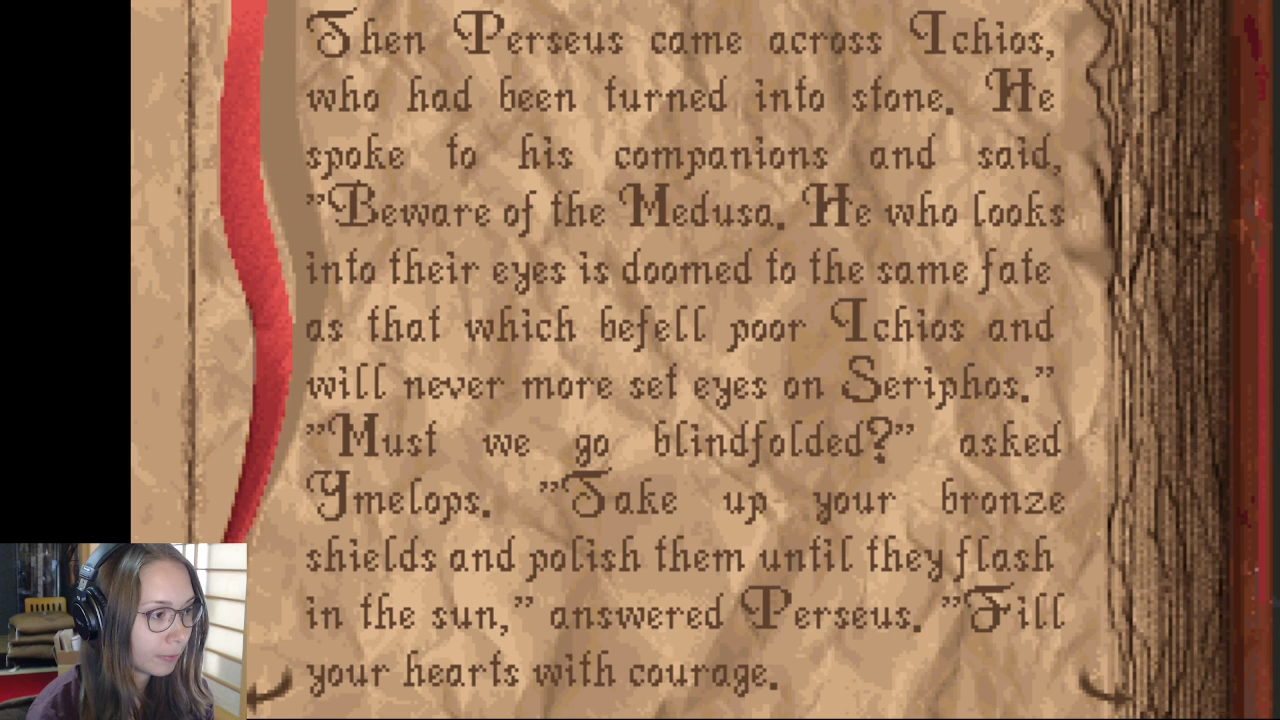 Then Perseus came across Ichios,
who had been turned into stone. He
spoke to his companions and said,
"Beware of the Medusa. He who looks
into their eyes is doomed to the same fate
as that which befell poor Ichios and
will never more set eyes on Seriphos."
"Must we go blindfolded?" asked
Ymelops. "Take up your bronze
shields and polish them until they flash
in the sun," answered Perseus. "Fill
your hearts with courage.